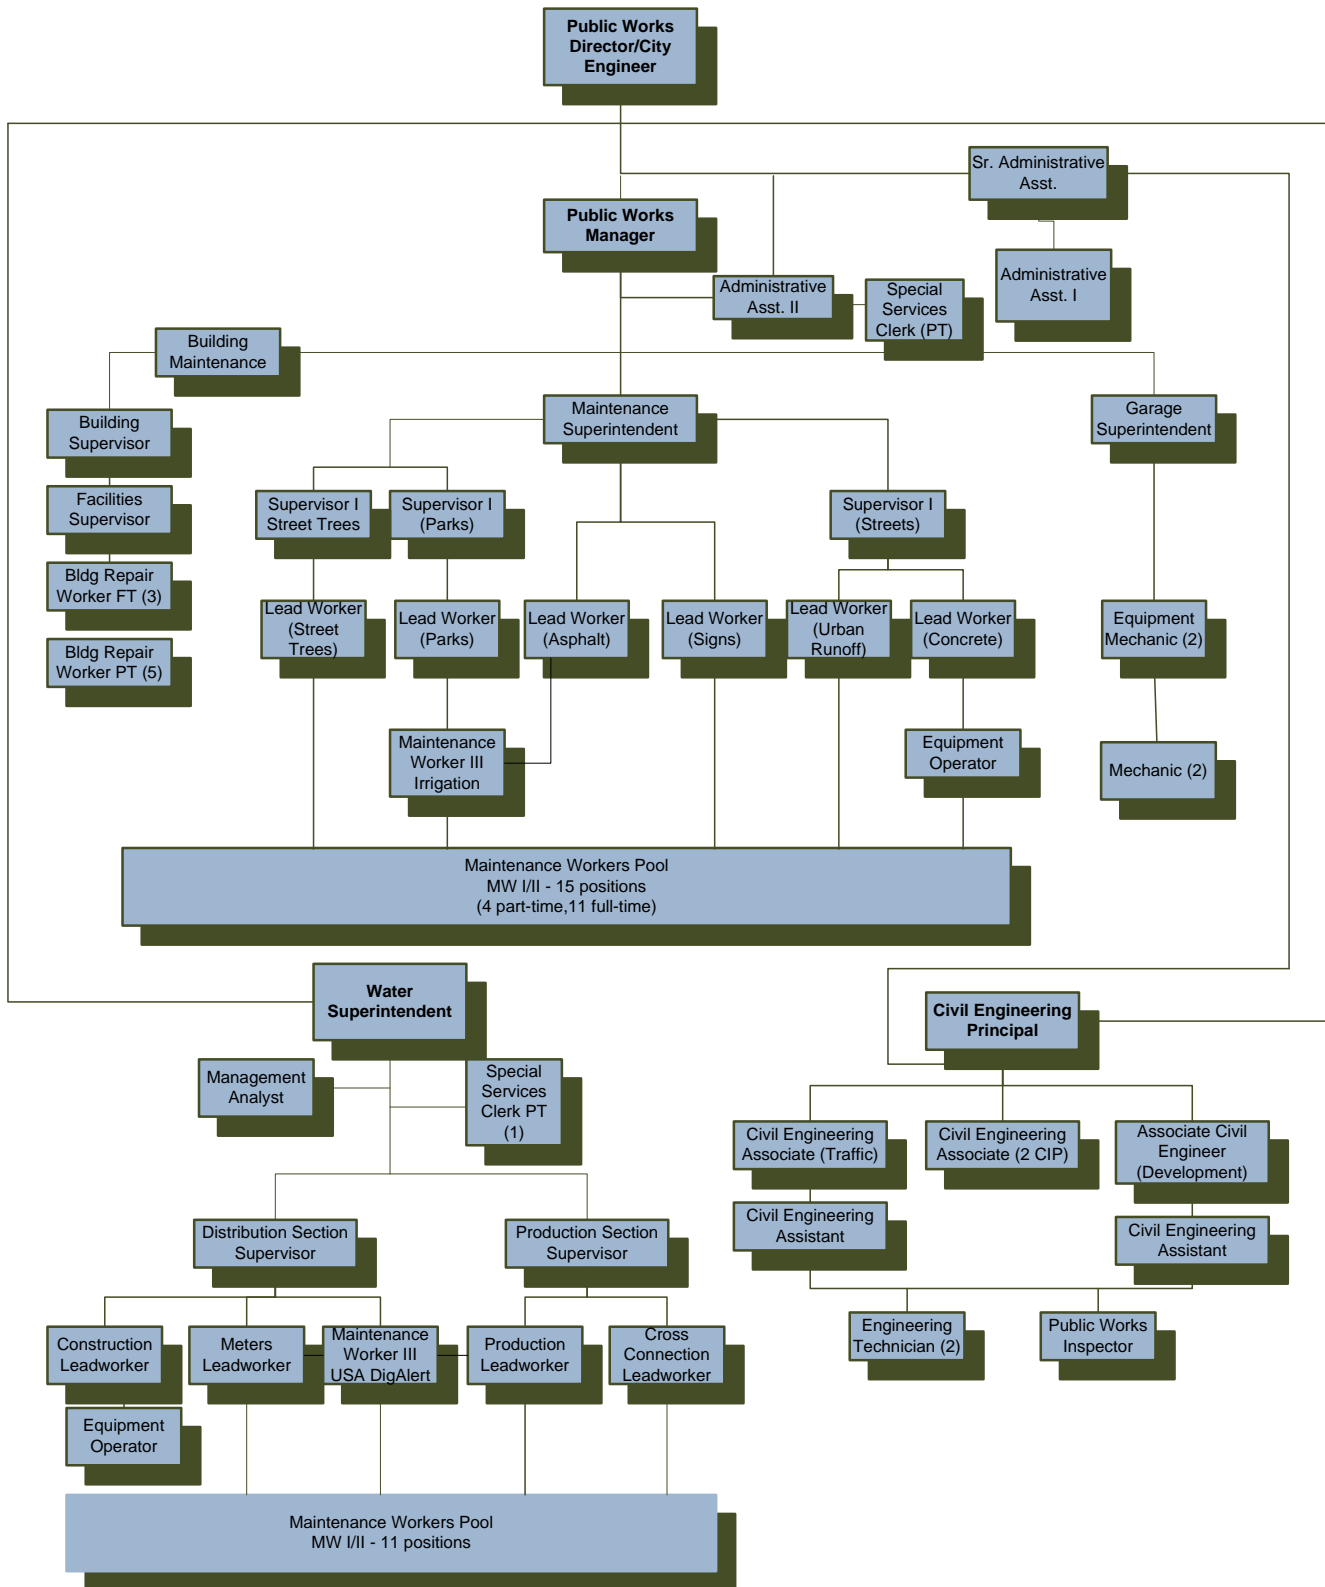 Public Works
Director/City
Engineer
Sr. Administrative
Asst.
Public Works
Manager
Administrative
Asst. I
Administrative
Asst. II
Special
Services
Clerk (PT)
Building
Maintenance
Building
Supervisor
Maintenance
Superintendent
Garage
Superintendent
Facilities
Supervisor
Supervisor I
Street Trees
Supervisor I
(Parks)
Supervisor I
(Streets)
Bldg Repair
Worker FT (3)
Lead Worker
(Street
Trees)
Lead Worker
(Parks)
Lead Worker
(Asphalt)
Lead Worker
(Signs)
Lead Worker
(Urban
Runoff)
Lead Worker
(Concrete)
Equipment
Mechanic (2)
Bldg Repair
Worker PT (5)
Maintenance
Worker III
Irrigation
Equipment
Operator
Mechanic (2)
Maintenance Workers Pool
MW I/II - 15 positions
(4 part-time,11 full-time)
Water
Superintendent
Civil Engineering
Principal
Management
Analyst
Special
Services
Clerk PT
(1)
Civil Engineering
Associate (Traffic)
Civil Engineering
Associate (2 CIP)
Associate Civil
Engineer
(Development)
Distribution Section
Supervisor
Production Section
Supervisor
Civil Engineering
Assistant
Civil Engineering
Assistant
Construction
Leadworker
Meters
Leadworker
Maintenance
Worker III
USA DigAlert
Production
Leadworker
Cross
Connection
Leadworker
Engineering
Technician (2)
Public Works
Inspector
Equipment
Operator
Maintenance Workers Pool
MW I/II - 11 positions